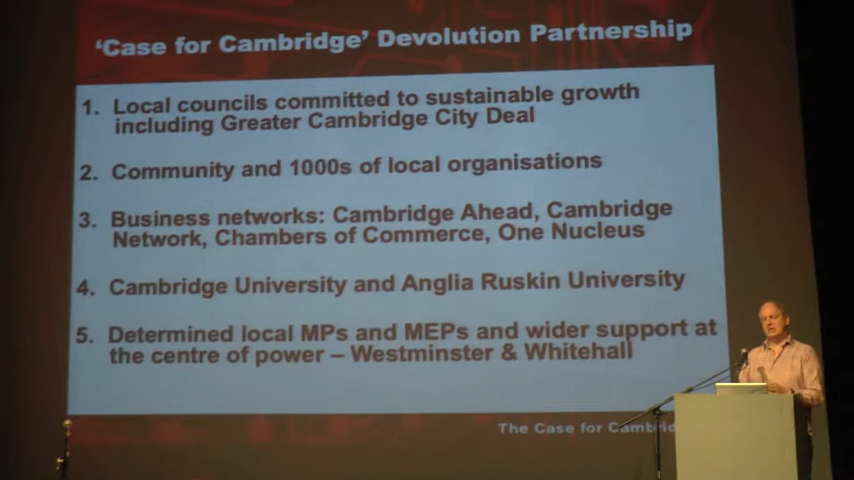 ‘Case for Cambridge’ Devolution Partnership
1. Local councils committed to sustainable growth
including Greater Cambridge City Deal
2. Community and 1000s of local organisations
3. Business networks: Cambridge Ahead, Cambridge
Network, Chambers of Commerce, One Nucleus
4. Cambridge University and Anglia Ruskin University
5. Determined local MPs and MEPs and wider support at
the centre of power – Westminster & Whitehall
The Case for Cambrid